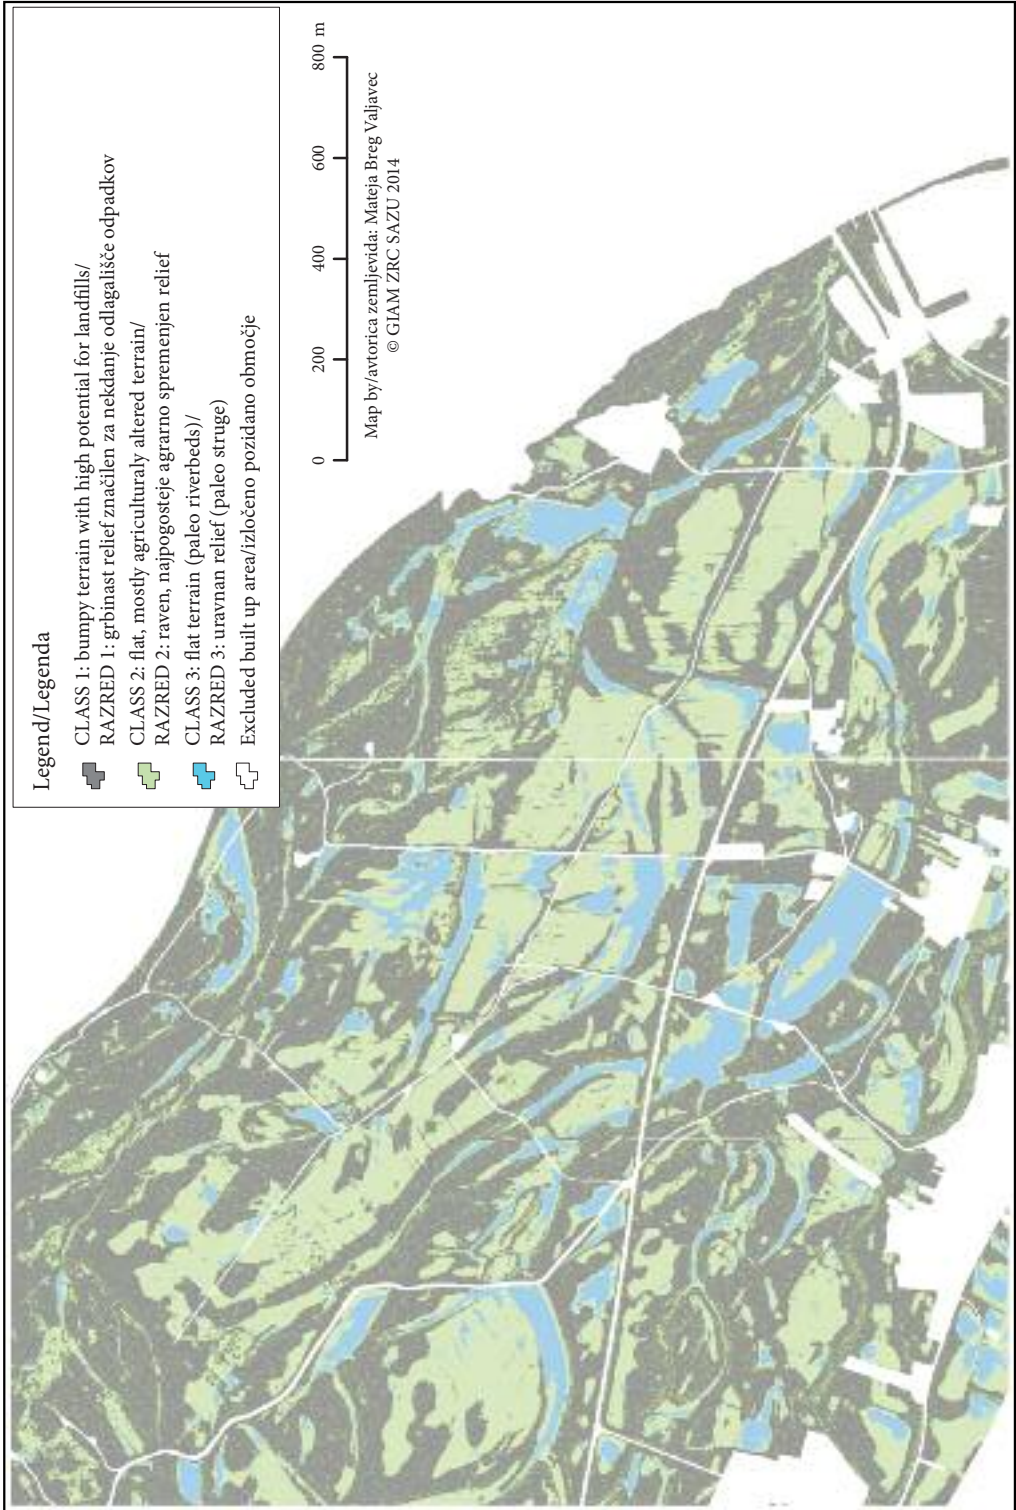 Legend/Legenda
CLASS 1: bumpy terrain with high potential for landfills/
RAZRED 1: grbinast relief značilen za nekdanje odlagališče odpadkov
CLASS 2: flat, mostly agriculturaly altered terrain/
RAZRED 2: raven, najpogosteje agrarno spremenjen relief
CLASS 3: flat terrain (paleo riverbeds)/
RAZRED 3: uravnan relief (paleo struge)
Excluded built up area/izločeno pozidano območje
0 200 400 600 800 m
Map by/avtorica zemljevida: Mateja Breg Valjavec
© GIAM ZRC SAZU 2014